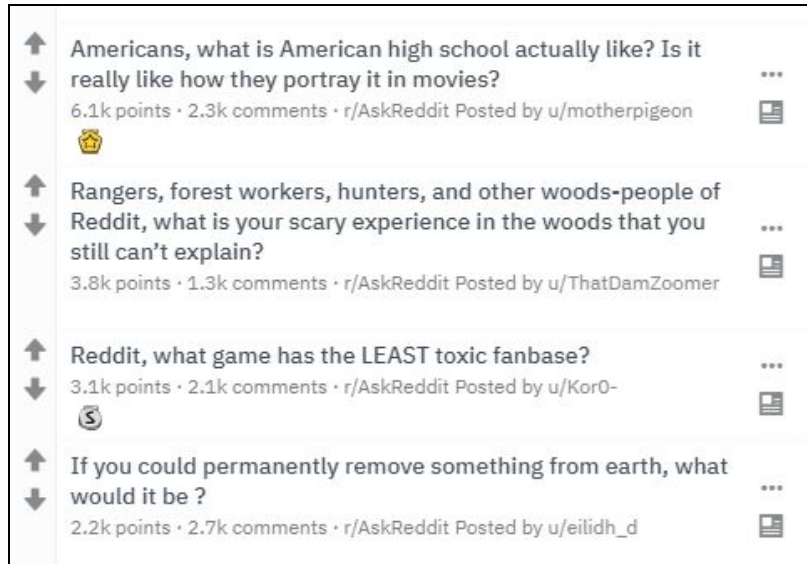 Americans, what is American high school actually like? Is it
really like how they portray it in movies?
6.1k points · 2.3k comments · r/AskReddit Posted by u/motherpigeon
Rangers, forest workers, hunters, and other woods-people of
Reddit, what is your scary experience in the woods that you
still can’t explain?
3.8k points · 1.3k comments · r/AskReddit Posted by u/ThatDamZoomer
Reddit, what game has the LEAST toxic fanbase?
3.1k points · 2.1k comments · r/AskReddit Posted by u/Kor0-
S
If you could permanently remove something from earth, what
would it be ?
2.2k points · 2.7k comments · r/AskReddit Posted by u/eilidh_d